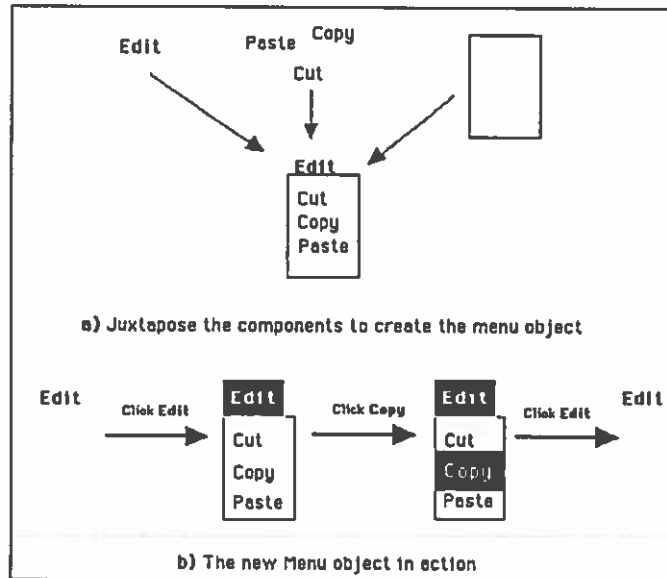 Edit
Paste Copy
Cut
Edit
Cut
Copy
Paste
a) Juxtapose the components to create the menu object
Edit Click Edit Edit Click Copy Edit Click Edit Edit
Cut Cut
Copy Copy
Paste Paste
b) The new Menu object in action